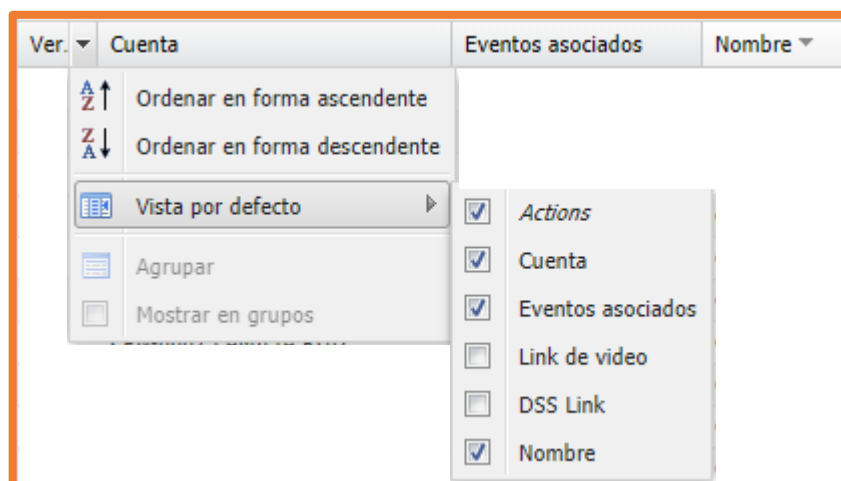 Ver. Cuenta Eventos asociados Nombre
Ordenar en forma ascendente
Ordenar en forma descendente
Vista por defecto
Agrupar
Mostrar en grupos
Actions
Cuenta
Eventos asociados
Link de video
DSS Link
Nombre